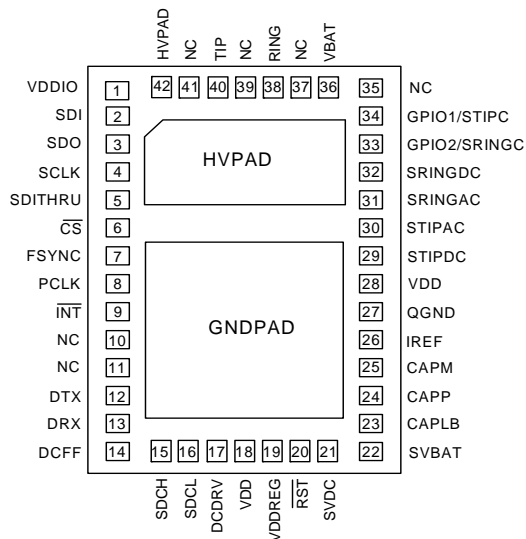 HVPAD NC TIP NC RING NC VBAT
42 41 40 39 38 37 36
VDDIO 1 35 NC
SDI 2 34 GPIO1/STIPC
SDO 3 33 GPIO2/SRINGC
SCLK 4 32 SRINGDC
SDITHRU 5 31 SRINGAC
CS 6 30 STIPAC
FSYNC 7 29 STIPDC
PCLK 8 28 VDD
INT 9 27 QGND
NC 10 26 IREF
NC 11 25 CAPM
DTX 12 24 CAPP
DRX 13 23 CAPLB
DCFF 14 22 SVBAT
HVPAD
GNDPAD
15 16 17 18 19 20 21
SDCH SDCL DCDRV VDD VDDREG RST SVDC